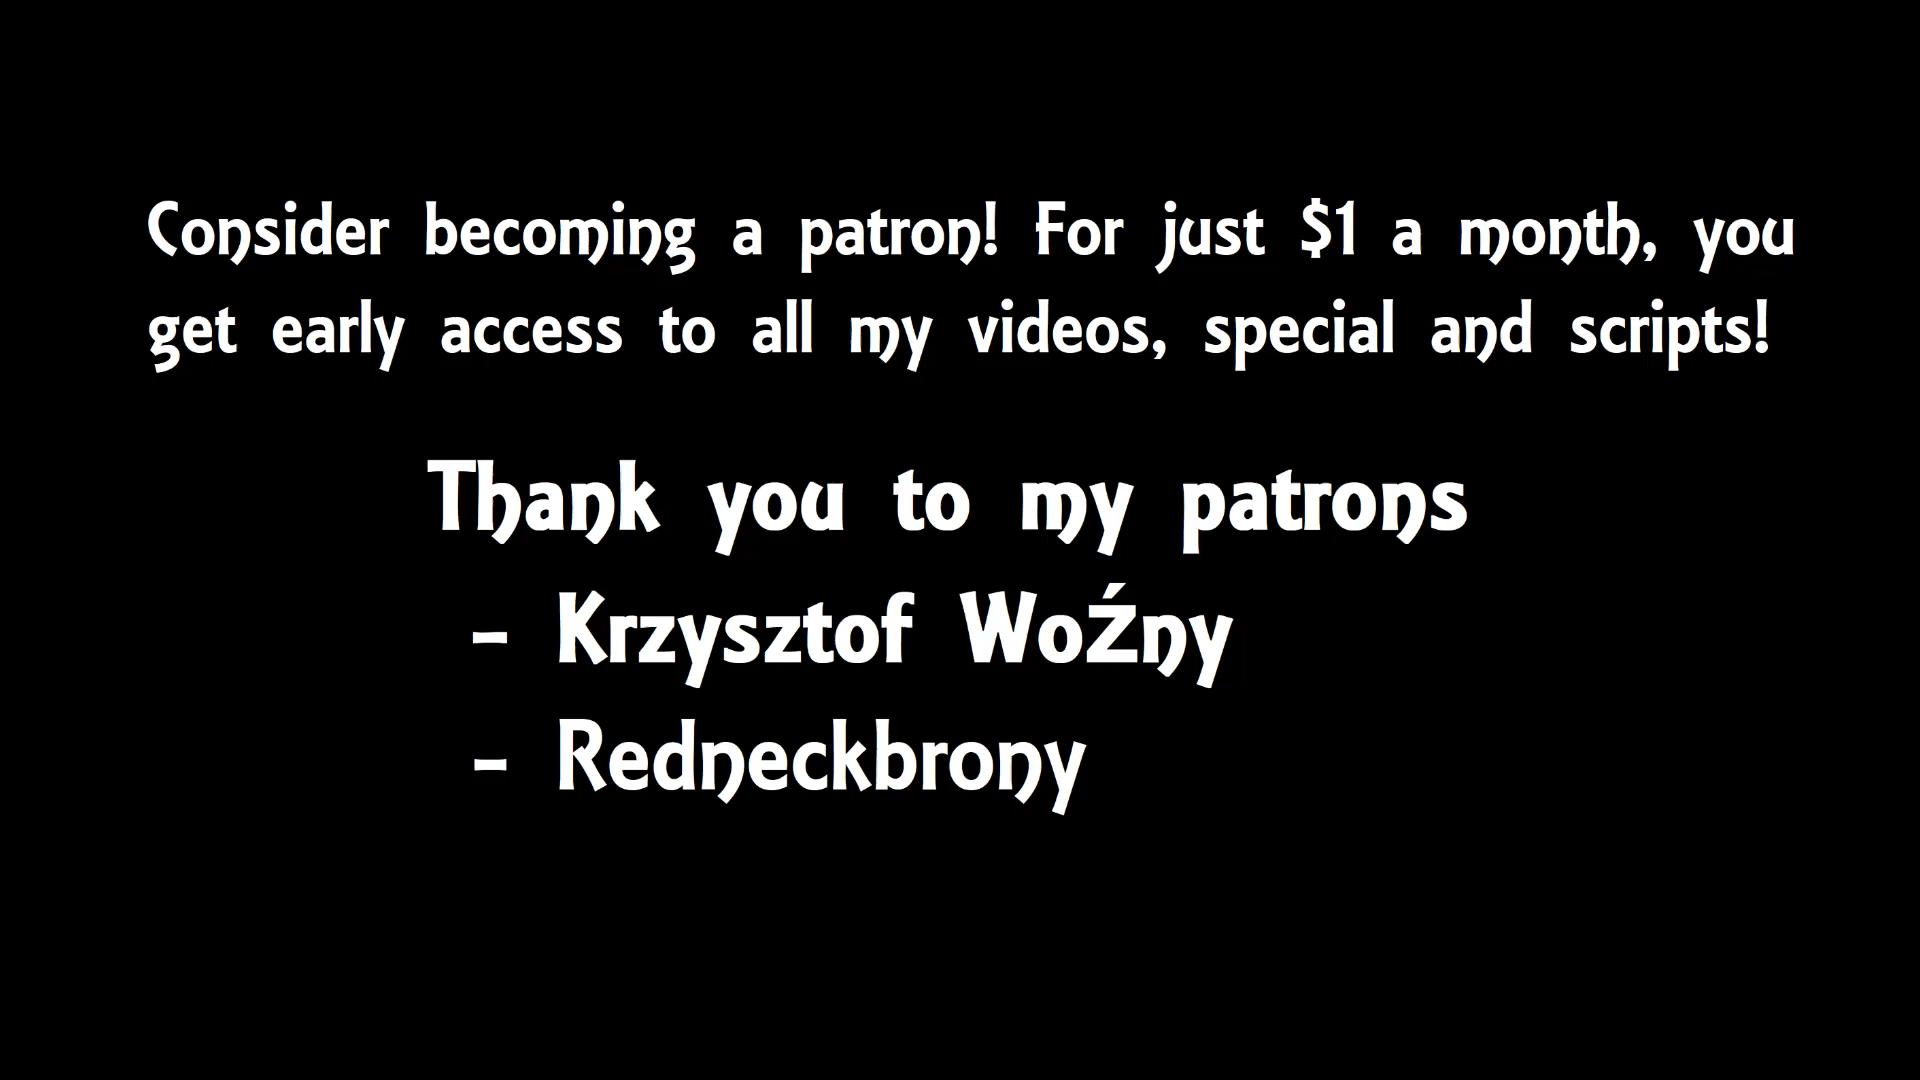 Consider becoming a patron! For just $1 a month, you
get early access to all my videos, special and scripts!
Thank you to my patrons
- Krzysztof Woźny
- Redneckbrony